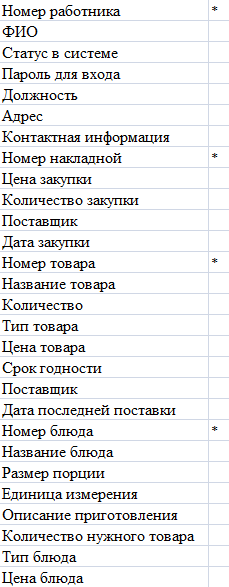 Номер работника *
ФИО
Статус в системе
Пароль для входа
Должность
Адрес
Контактная информация
Номер накладной *
Цена закупки
Количество закупки
Поставщик
Дата закупки
Номер товара *
Название товара
Количество
Тип товара
Цена товара
Срок годности
Поставщик
Дата последней поставки
Номер блюда *
Название блюда
Размер порции
Единица измерения
Описание приготовления
Количество нужного товара
Тип блюда
Цена блюда